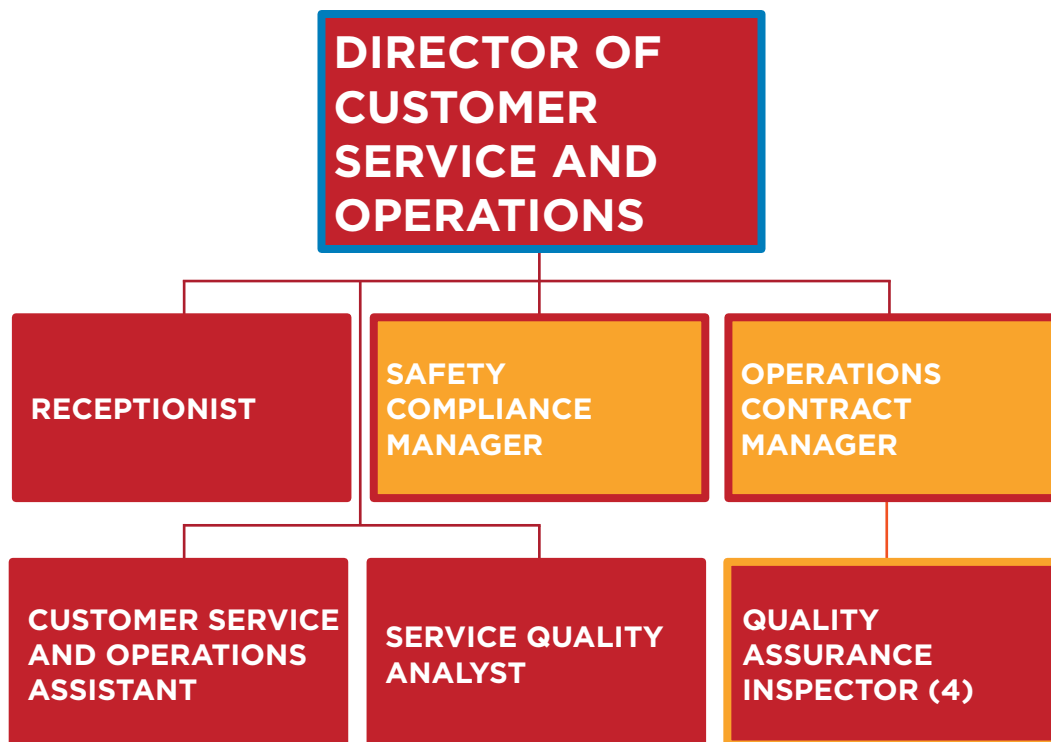 DIRECTOR OF
CUSTOMER
SERVICE AND
OPERATIONS
RECEPTIONIST
SAFETY
COMPLIANCE
MANAGER
OPERATIONS
CONTRACT
MANAGER
CUSTOMER SERVICE
AND OPERATIONS
ASSISTANT
SERVICE QUALITY
ANALYST
QUALITY
ASSURANCE
INSPECTOR (4)